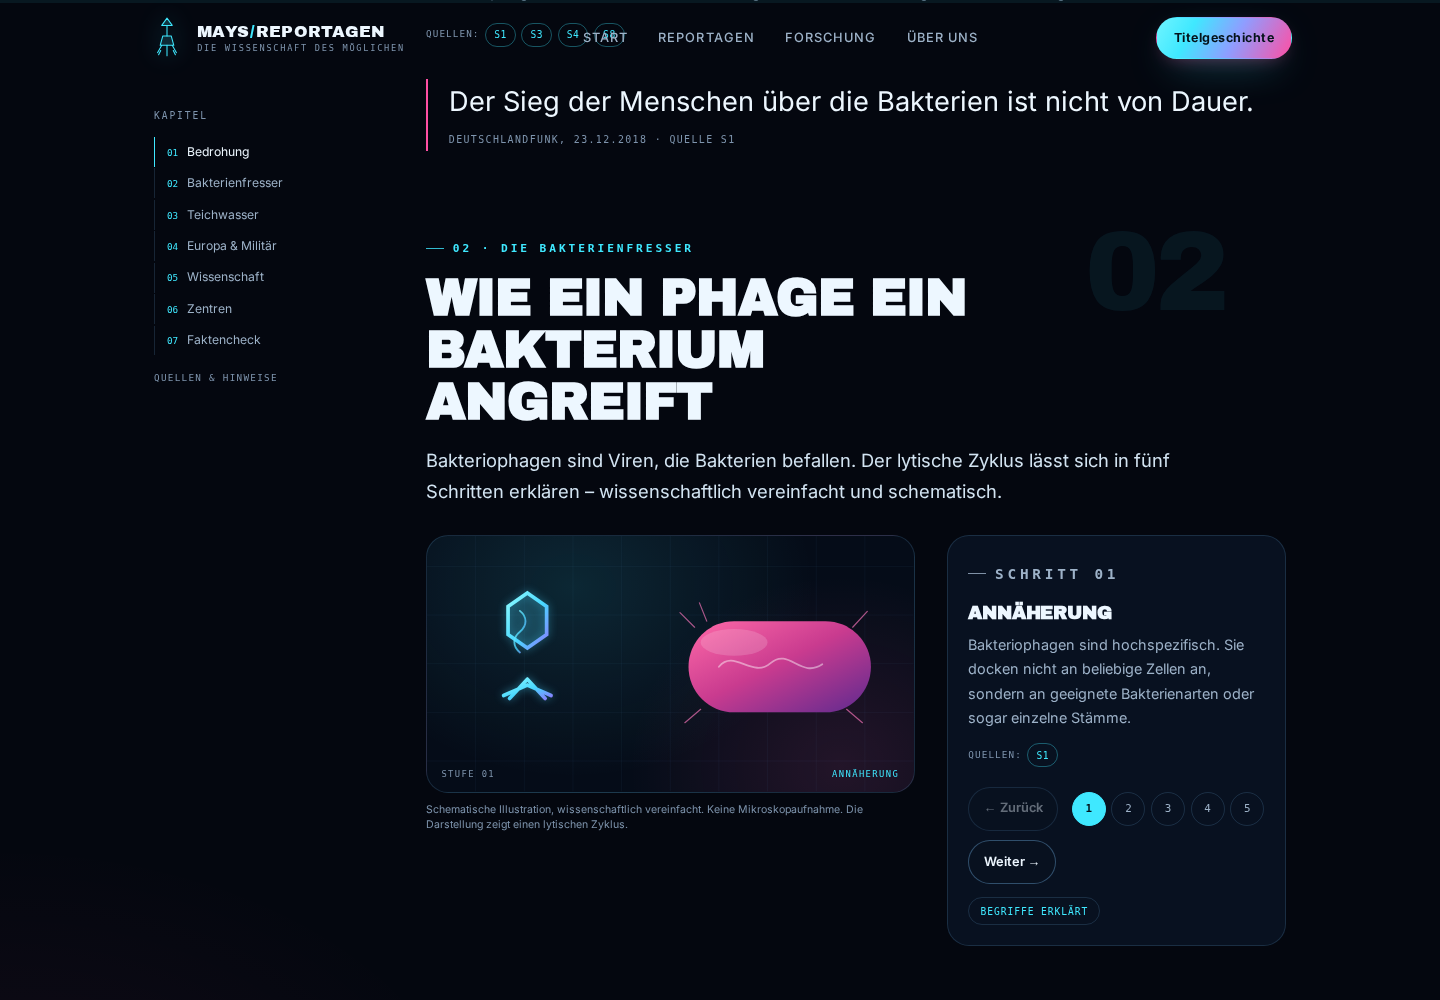 MAYS/REPORTAGEN
DIE WISSENSCHAFT DES MÖGLICHEN
QUELLEN: S1 S3 S4 S8
START REPORTAGEN FORSCHUNG ÜBER UNS
Titelgeschichte
KAPITEL
01 Bedrohung
02 Bakterienfresser
03 Teichwasser
04 Europa & Militär
05 Wissenschaft
06 Zentren
07 Faktencheck
QUELLEN & HINWEISE
Der Sieg der Menschen über die Bakterien ist nicht von Dauer.
DEUTSCHLANDFUNK, 23.12.2018 · QUELLE S1
02 · DIE BAKTERIENFRESSER
02
WIE EIN PHAGE EIN
BAKTERIUM
ANGREIFT
Bakteriophagen sind Viren, die Bakterien befallen. Der lytische Zyklus lässt sich in fünf
Schritten erklären – wissenschaftlich vereinfacht und schematisch.
STUFE 01
ANNÄHERUNG
Schematische Illustration, wissenschaftlich vereinfacht. Keine Mikroskopaufnahme. Die
Darstellung zeigt einen lytischen Zyklus.
SCHRITT 01
ANNÄHERUNG
Bakteriophagen sind hochspezifisch. Sie
docken nicht an beliebige Zellen an,
sondern an geeignete Bakterienarten oder
sogar einzelne Stämme.
QUELLEN: S1
← Zurück 1 2 3 4 5
Weiter →
BEGRIFFE ERKLÄRT